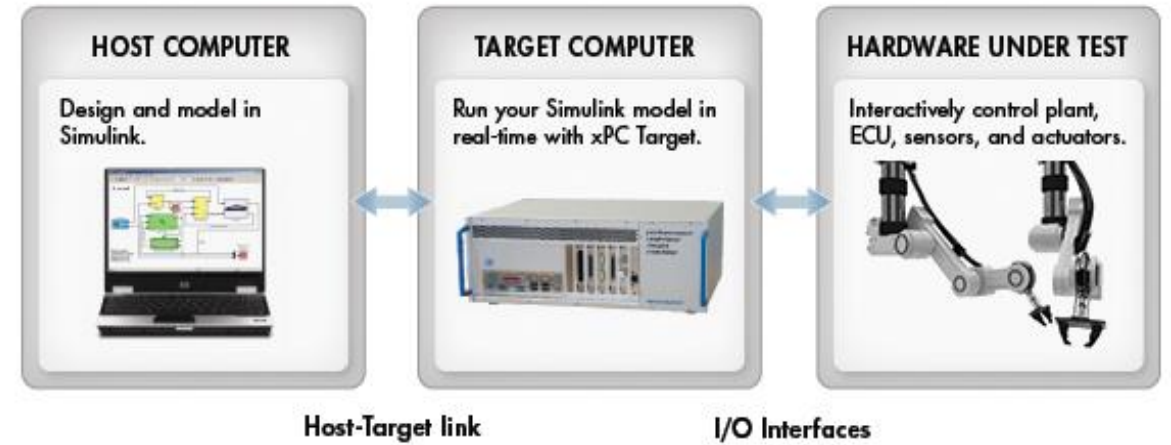 HOST COMPUTER
Design and model in
Simulink.
TARGET COMPUTER
Run your Simulink model in
real-time with xPC Target.
HARDWARE UNDER TEST
Interactively control plant,
ECU, sensors, and actuators.
Host-Target link
I/O Interfaces